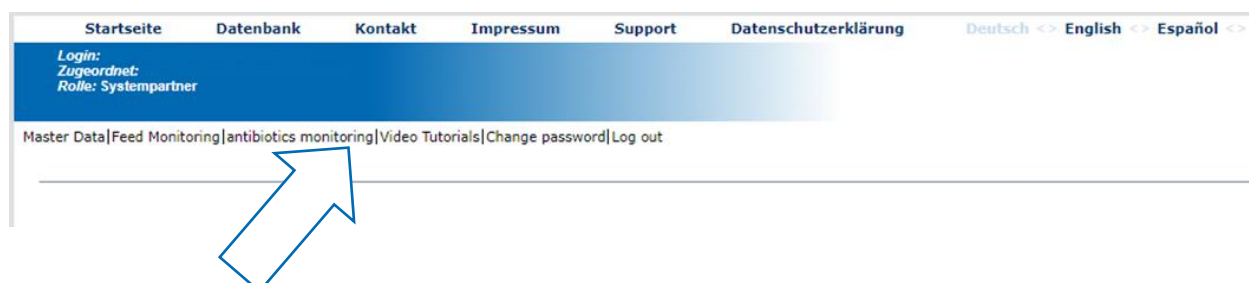 Startseite Datenbank Kontakt Impressum Support Datenschutzerklärung Deutsch <> English <> Español <>
Login:
Zugeordnet:
Rolle: Systempartner
Master Data|Feed Monitoring|antibiotics monitoring|Video Tutorials|Change password|Log out